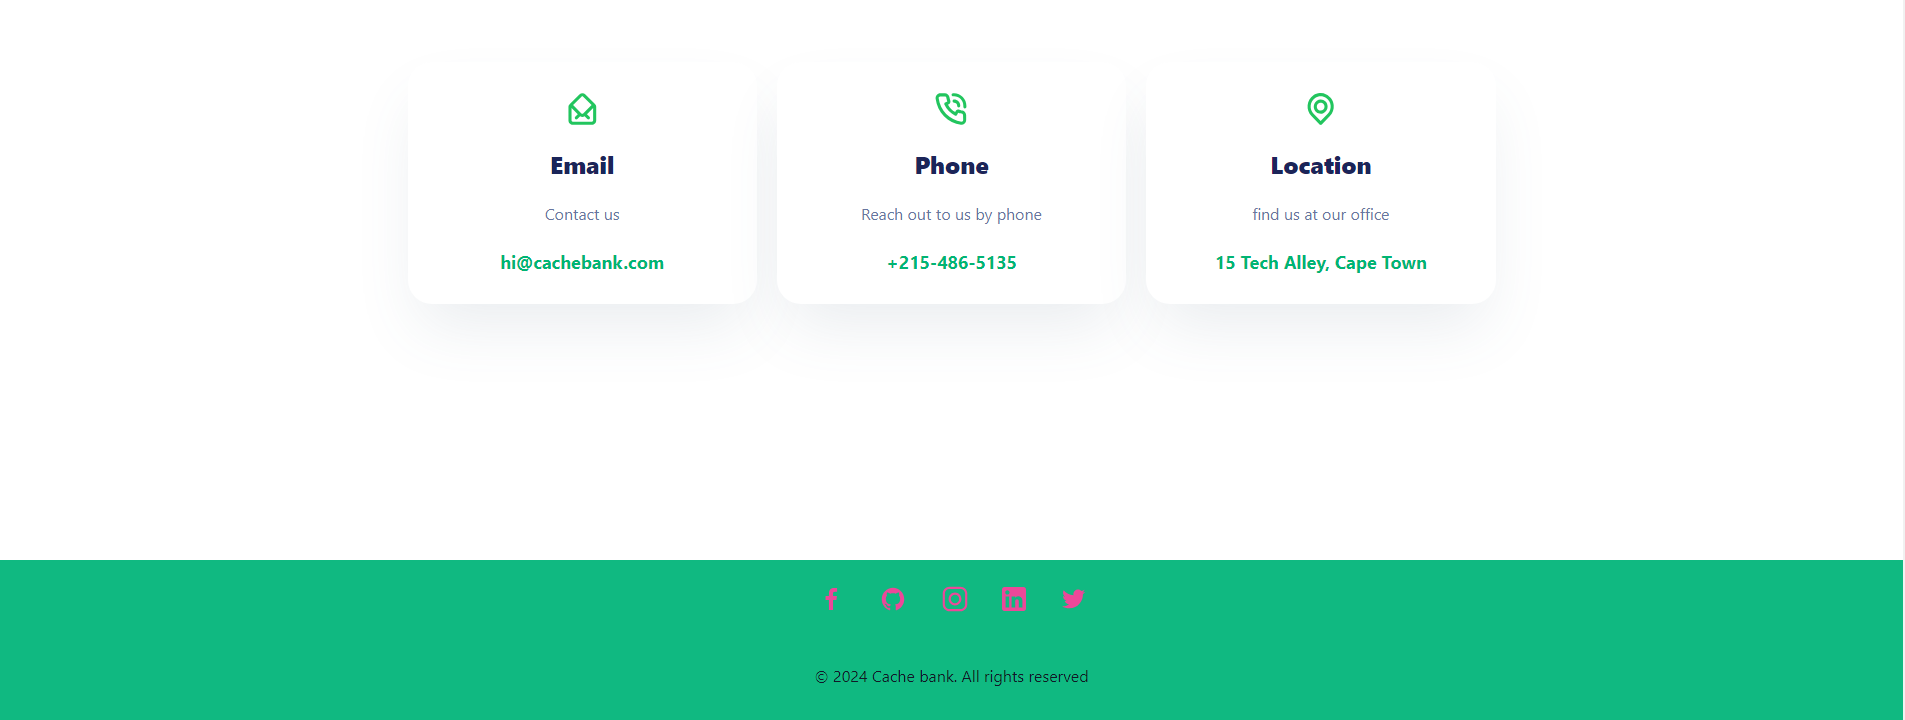 Email
Contact us
hi@cachebank.com
Phone
Reach out to us by phone
+215-486-5135
Location
find us at our office
15 Tech Alley, Cape Town
© 2024 Cache bank. All rights reserved